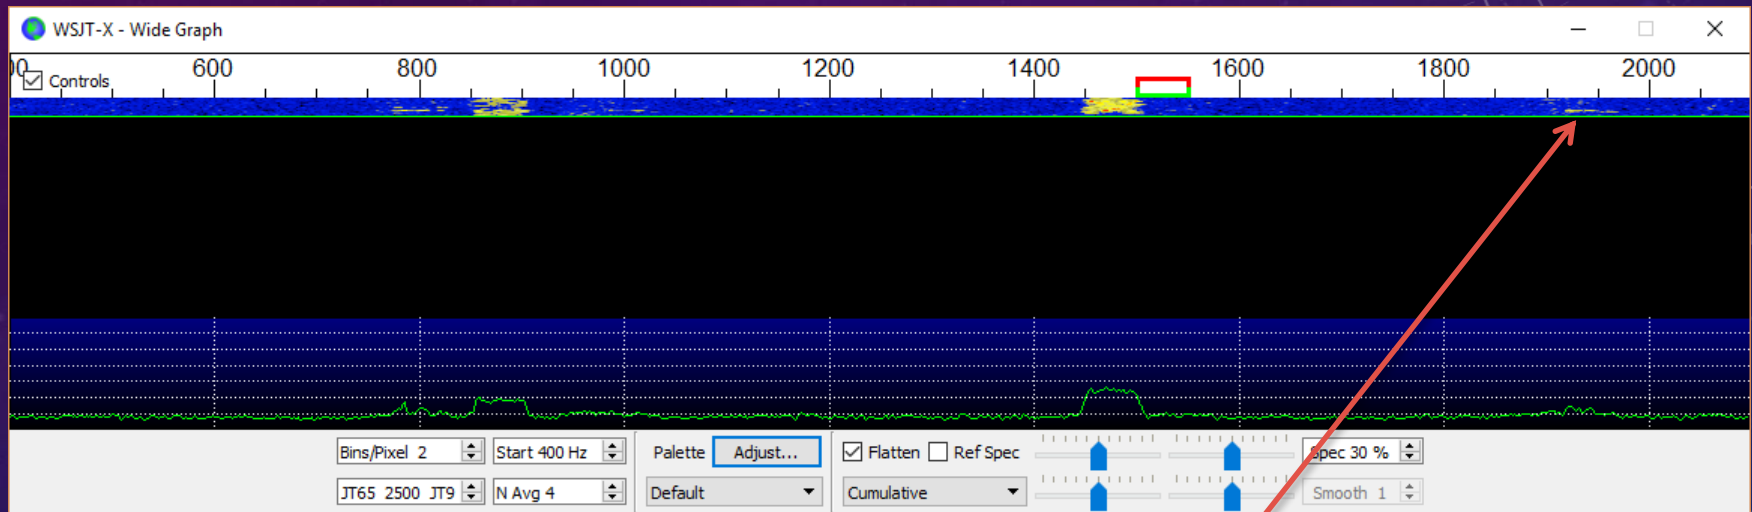 WSJT-X - Wide Graph
600 800 1000 1200 1400 1600 1800 2000
Controls
Bins/Pixel 2 Start 400 Hz Palette Adjust... Flatten Ref Spec Spec 30 %
JT65 2500 JT9 N Avg 4 Default Cumulative Smooth 1